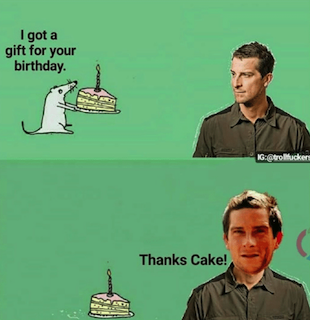 I got a
gift for your
birthday.
IG:@trollfuckers
Thanks Cake!